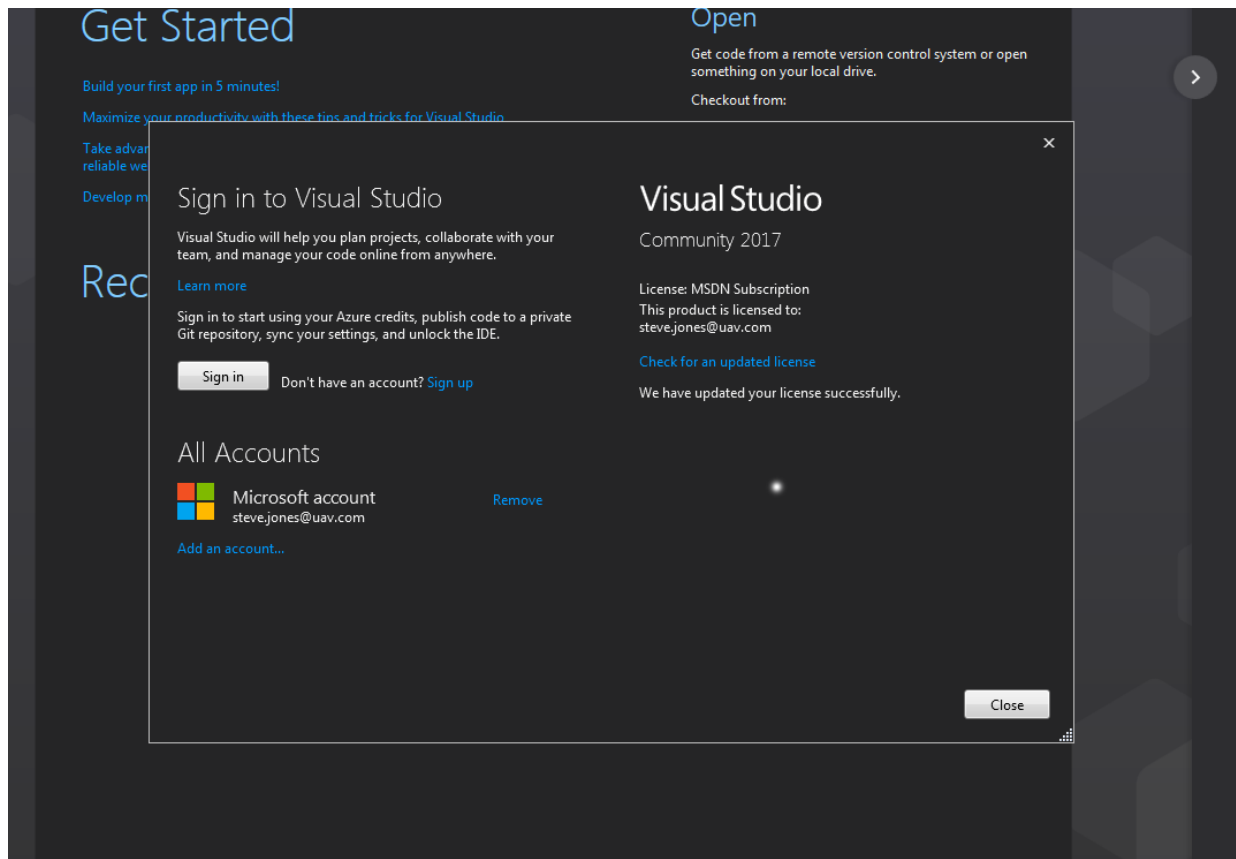 Get Started
Build your first app in 5 minutes!
Maximize your productivity with these tips and tricks for Visual Studio
Take advan
reliable we
Develop m
Rec
Open
Get code from a remote version control system or open
something on your local drive.
Checkout from:
Sign in to Visual Studio
Visual Studio will help you plan projects, collaborate with your
team, and manage your code online from anywhere.
Learn more
Sign in to start using your Azure credits, publish code to a private
Git repository, sync your settings, and unlock the IDE.
Sign in
Don't have an account? Sign up
All Accounts
Microsoft account
steve.jones@uav.com
Remove
Add an account...
Visual Studio
Community 2017
License: MSDN Subscription
This product is licensed to:
steve.jones@uav.com
Check for an updated license
We have updated your license successfully.
Close